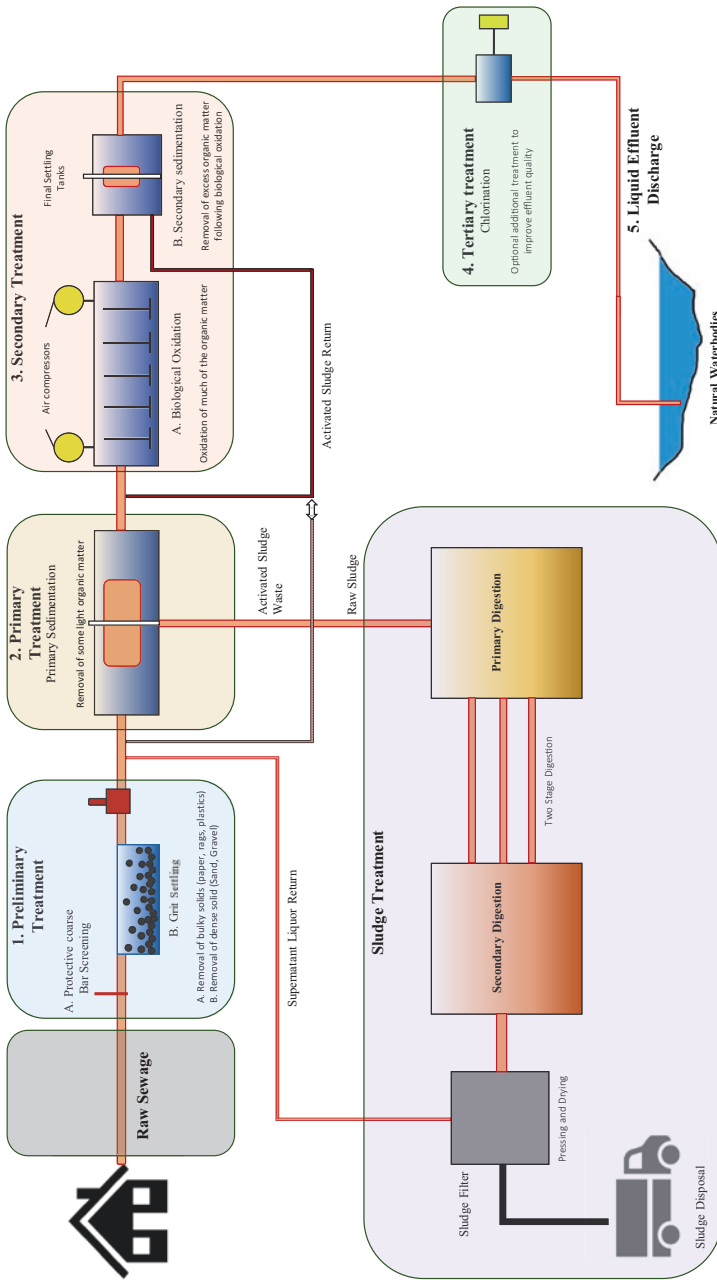 Raw Sewage
1. Preliminary
Treatment
A. Protective coarse
Bar Screening
B. Grit Settling
A. Removal of bulky solids (paper, rags, plastics)
B. Removal of dense solid (Sand, Gravel)
2. Primary
Treatment
Primary Sedimentation
Removal of some light organic matter
3. Secondary Treatment
Air compressors
A. Biological Oxidation
Oxidation of much of the organic matter
Final Settling
Tanks
B. Secondary sedimentation
Removal of excess organic matter
following biological oxidation
Supernatant Liquor Return
Activated Sludge
Waste
Raw Sludge
Activated Sludge Return
4. Tertiary treatment
Chlorination
Optional additional treatment to
improve effluent quality
5. Liquid Effluent
Discharge
Natural Waterbodies
Sludge Treatment
Sludge Filter
Pressing and Drying
Secondary Digestion
Two Stage Digestion
Primary Digestion
Sludge Disposal